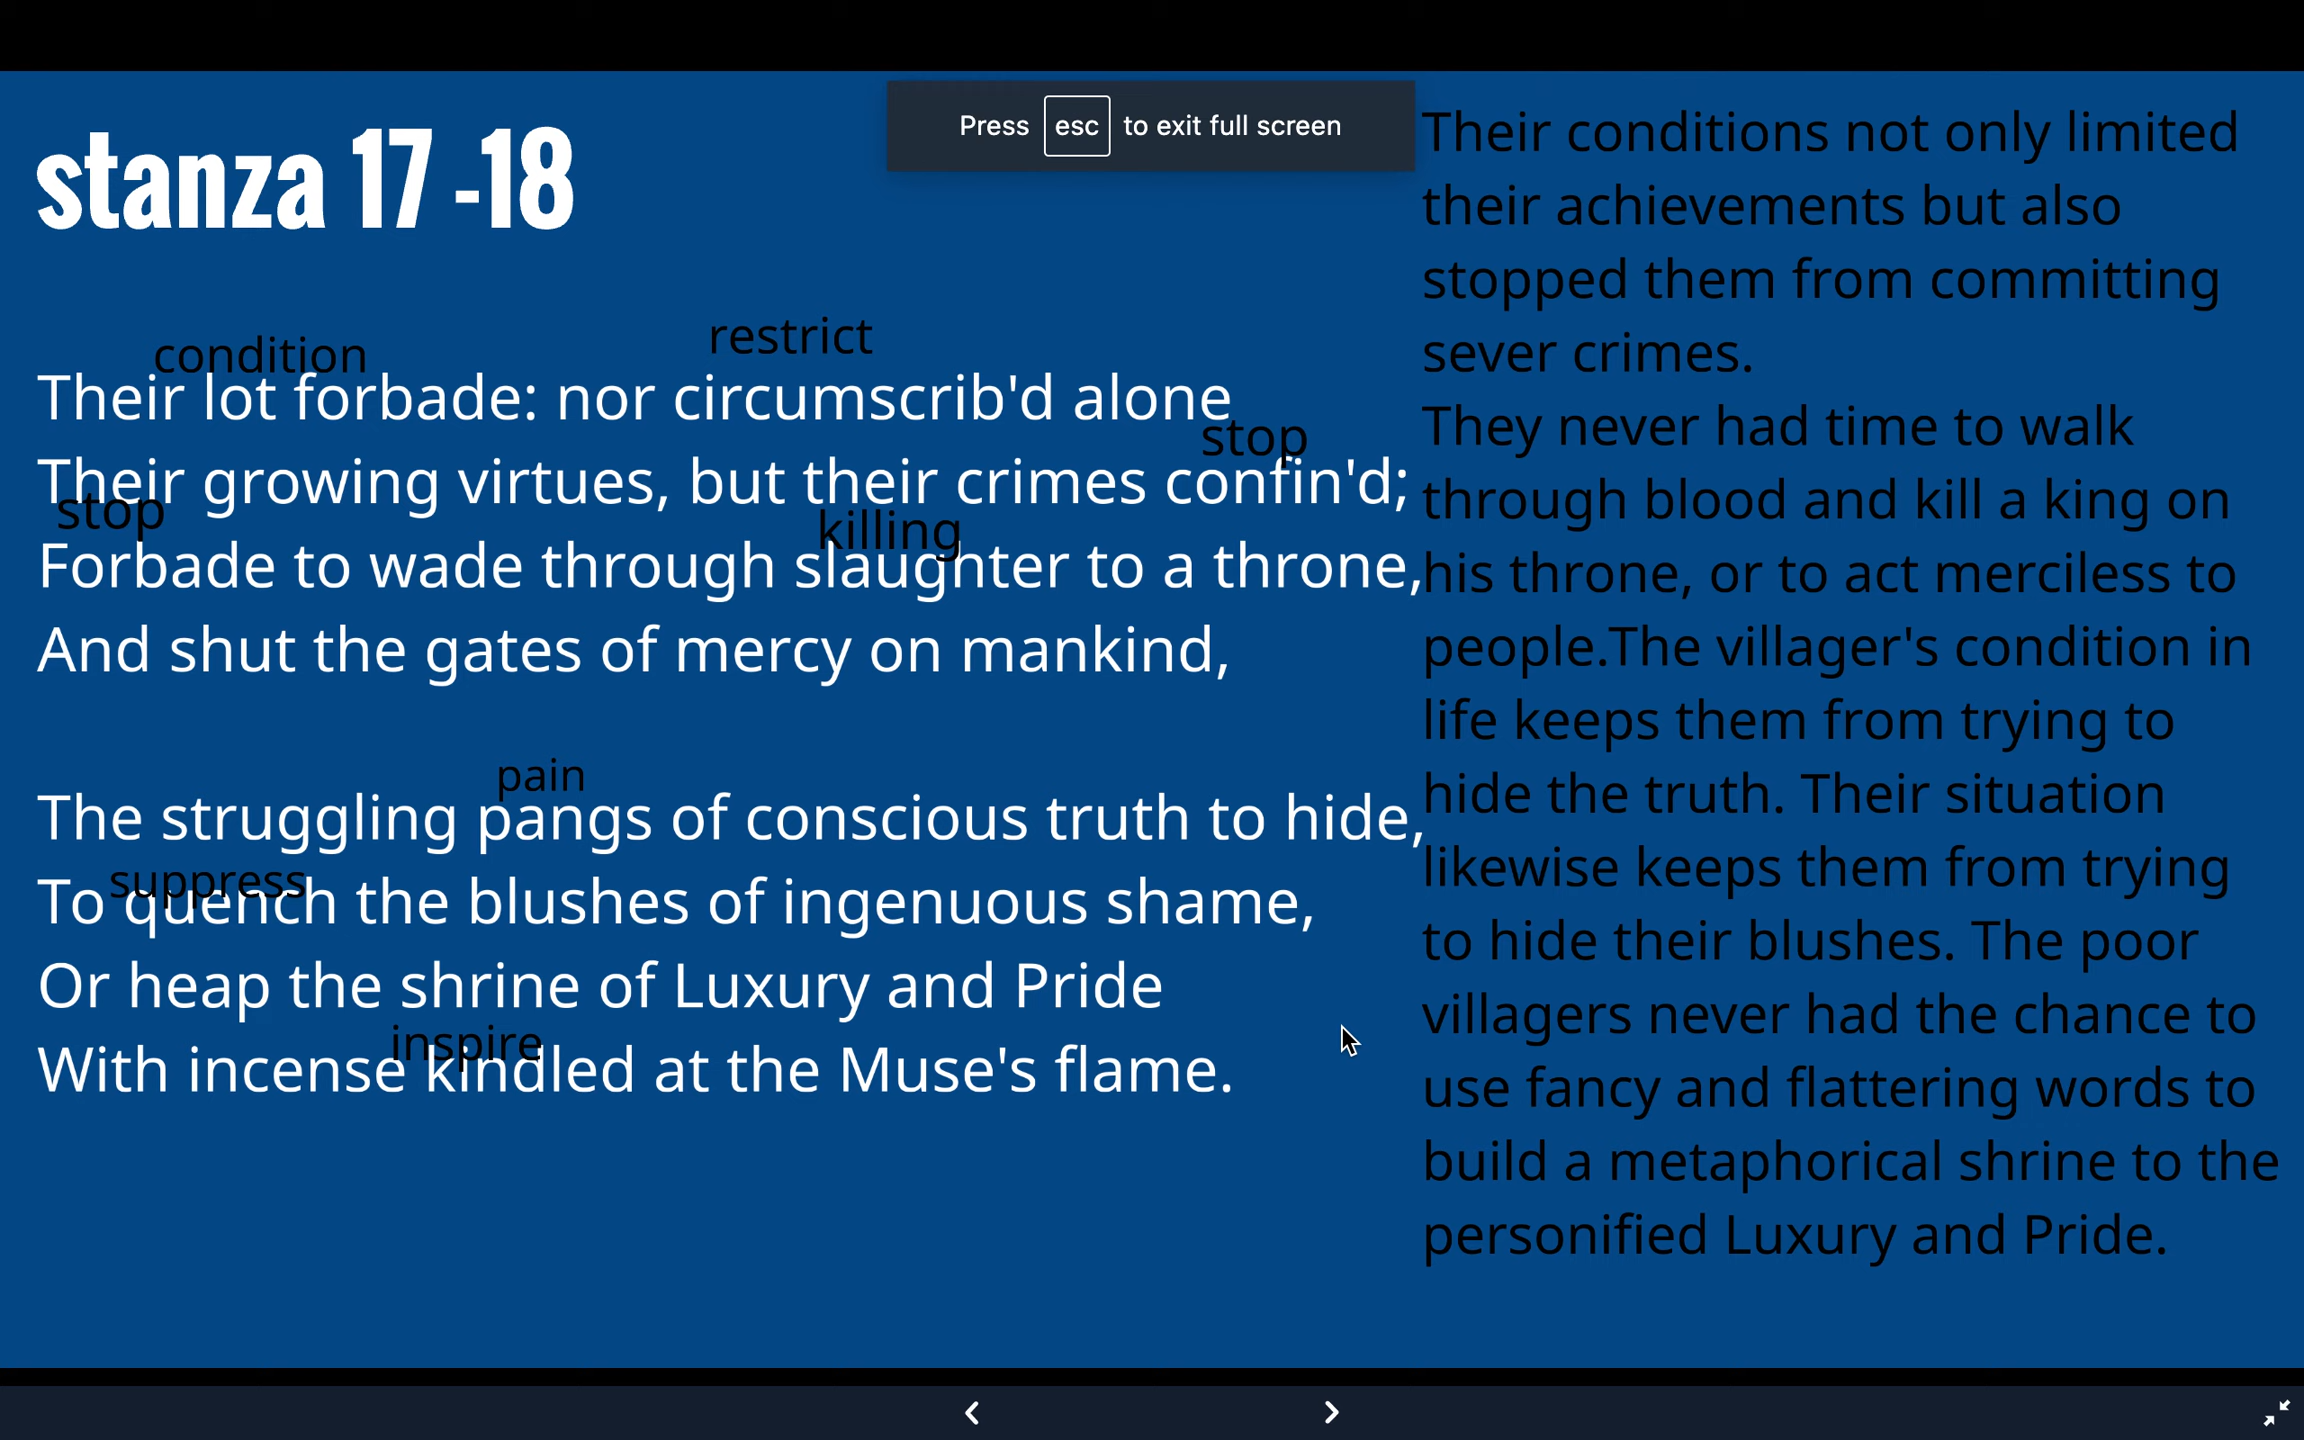 Press esc to exit full screen
stanza 17 -18
condition
restrict
Their lot forbade: nor circumscrib'd alone
stop
Their growing virtues, but their crimes confin'd;
stop
killing
Forbade to wade through slaughter to a throne,
And shut the gates of mercy on mankind,
pain
The struggling pangs of conscious truth to hide,
suppress
To quench the blushes of ingenuous shame,
Or heap the shrine of Luxury and Pride
inspire
With incense kindled at the Muse's flame.
Their conditions not only limited
their achievements but also
stopped them from committing
sever crimes.
They never had time to walk
through blood and kill a king on
his throne, or to act merciless to
people.The villager's condition in
life keeps them from trying to
hide the truth. Their situation
likewise keeps them from trying
to hide their blushes. The poor
villagers never had the chance to
use fancy and flattering words to
build a metaphorical shrine to the
personified Luxury and Pride.